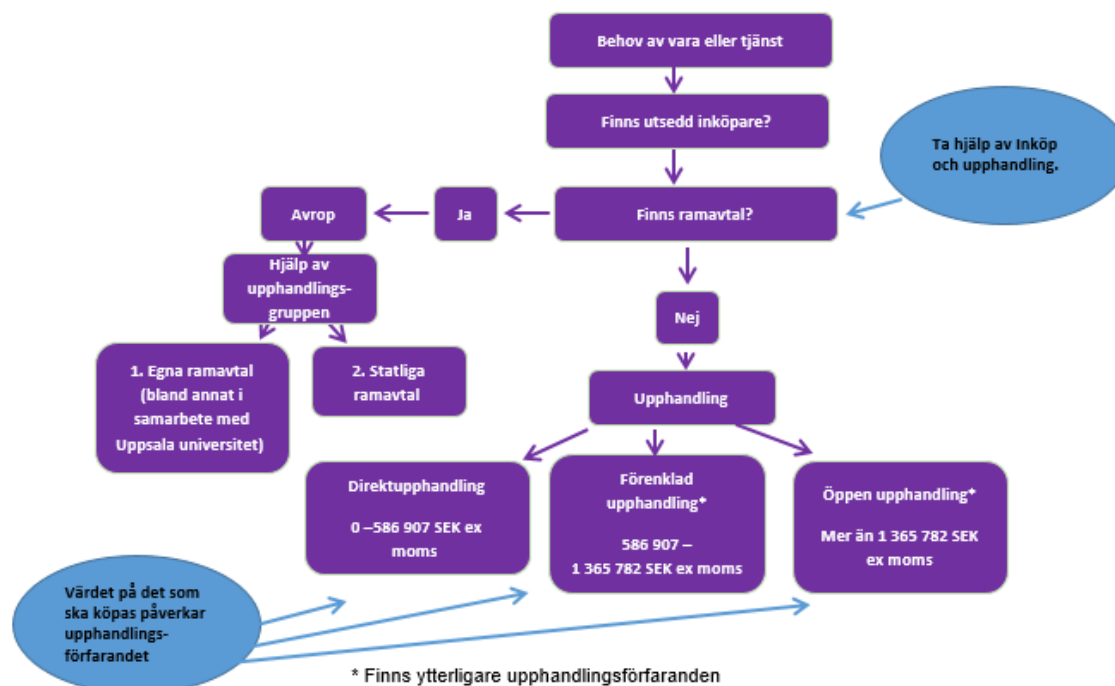 Behov av vara eller tjänst
Finns utsedd inköpare?
Ta hjälp av Inköp
och upphandling.
Finns ramavtal?
Ja
Avrop
Hjälp av
upphandlings-
gruppen
1. Egna ramavtal
(bland annat i
samarbete med
Uppsala universitet)
2. Statliga
ramavtal
Nej
Upphandling
Direktupphandling
0 –586 907 SEK ex
moms
Förenklad
upphandling*
586 907 –
1 365 782 SEK ex moms
Öppen upphandling*
Mer än 1 365 782 SEK
ex moms
Värdet på det som
ska köpas påverkar
upphandlings-
förfarandet
* Finns ytterligare upphandlingsförfaranden